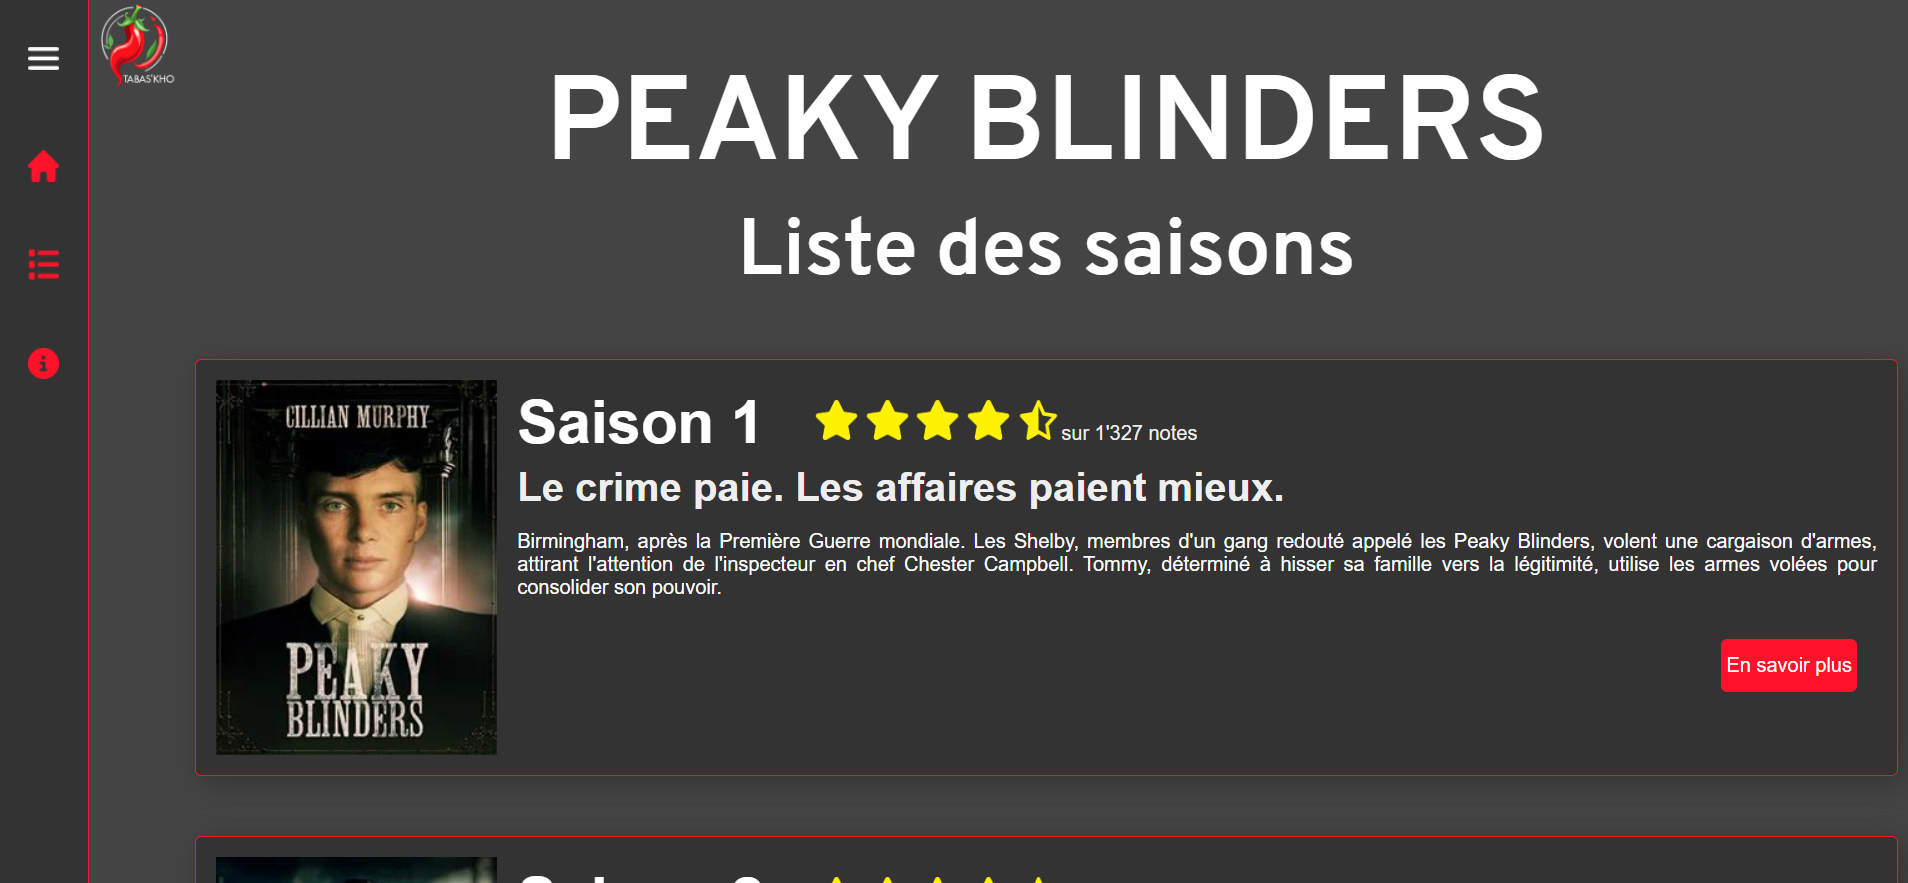 TABAS'KHO
PEAKY BLINDERS
Liste des saisons
CILLIAN MURPHY
PEAKY
BLINDERS
Saison 1
sur 1'327 notes
Le crime paie. Les affaires paient mieux.
Birmingham, après la Première Guerre mondiale. Les Shelby, membres d'un gang redouté appelé les Peaky Blinders, volent une cargaison d'armes,
attirant l'attention de l'inspecteur en chef Chester Campbell. Tommy, déterminé à hisser sa famille vers la légitimité, utilise les armes volées pour
consolider son pouvoir.
En savoir plus